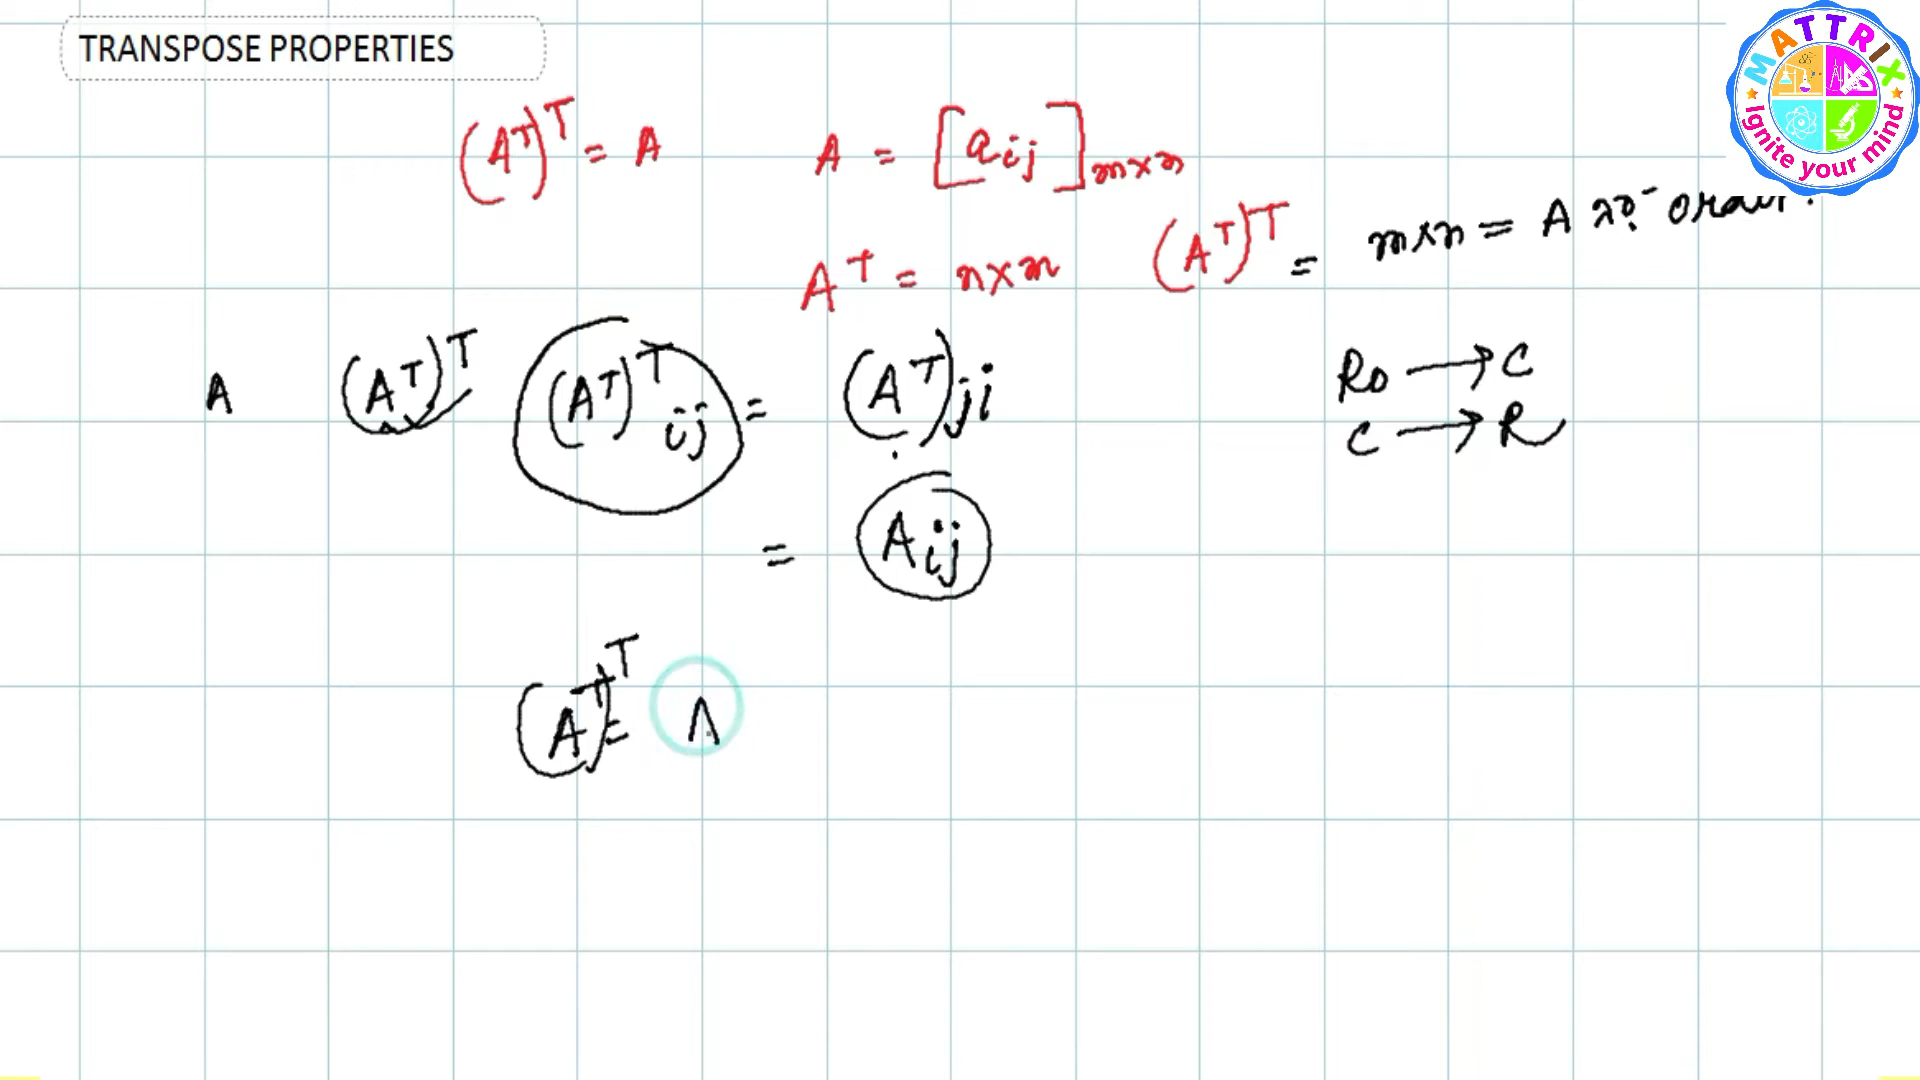 TRANSPOSE PROPERTIES
MATTRIX
Ignite your mind
(A^T)^T = A    A = [a_ij]_m×n
A^T = n×m    (A^T)^T = m×n = A
A    (A^T)^T    (A^T)^T_ij = (A^T)_ji    Ro → C
C → R
= A_ij
(A^T)^T = A